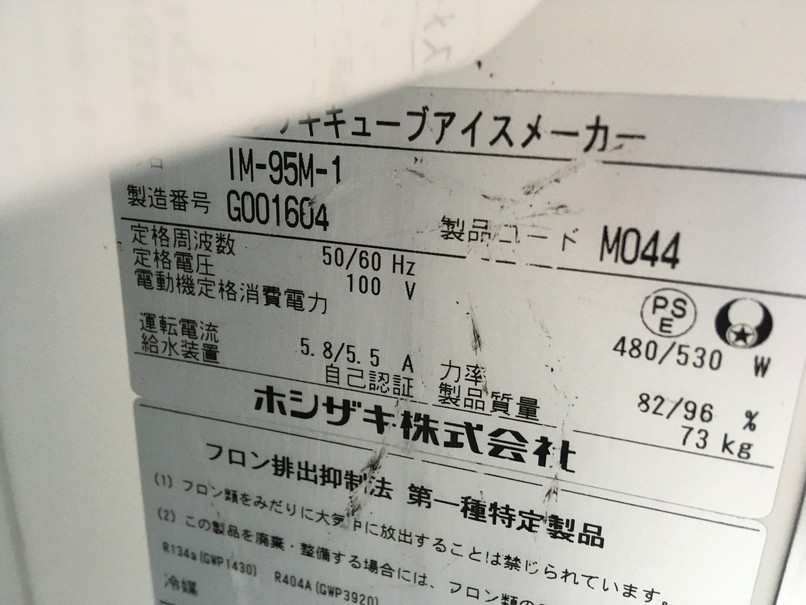 キキューブアイスメーカー
IM-95M-1
製造番号 G001604 製品コード M044
定格周波数 50/60 Hz
定格電圧 100 V
電動機定格消費電力 480/530 W
PS
E
運転電流 5.8/5.5 A 力率 82/96 %
給水装置 自己認証 製品質量 73 kg
ホシザキ株式会社
フロン排出抑制法 第一種特定製品
(1) フロン類をみだりに大気中に放出することは禁じられています。
(2) この製品を廃棄・整備する場合には、フロン類の
R134a(GWP1430) R404A(GWP3920)
冷媒